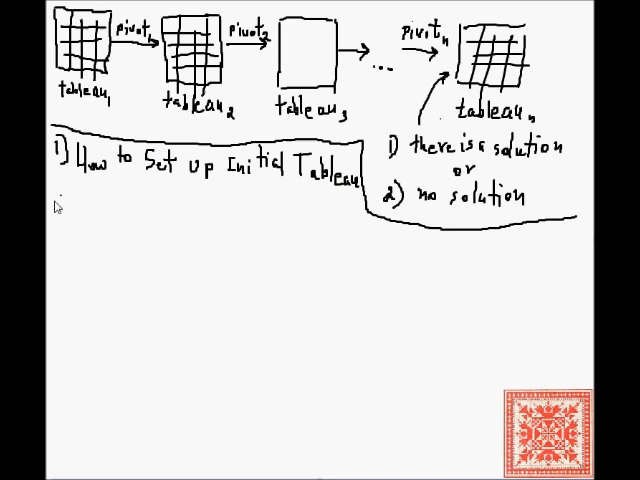 pivot1 pivot2 ... pivotn
tableau1 tableau2 tableau3 tableaun
1) there is a solution
or
2) no solution
1) How to Set up Initial Tableau